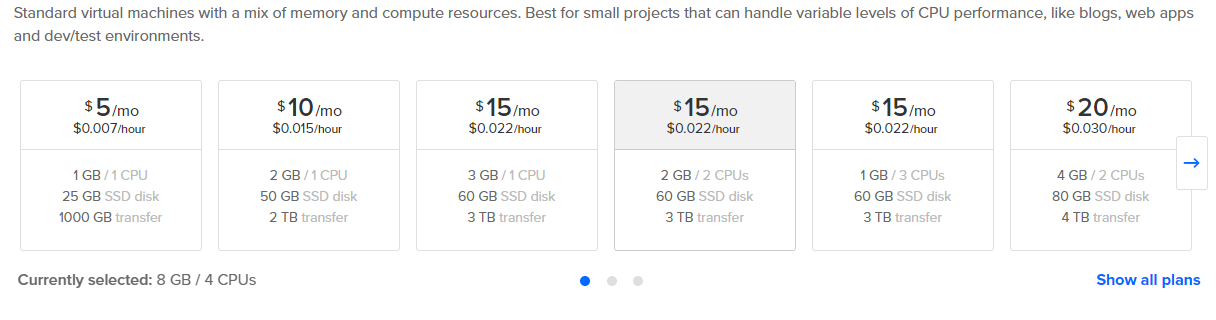 Standard virtual machines with a mix of memory and compute resources. Best for small projects that can handle variable levels of CPU performance, like blogs, web apps
and dev/test environments.
$5/mo
$0.007/hour
1 GB / 1 CPU
25 GB SSD disk
1000 GB transfer
$10/mo
$0.015/hour
2 GB / 1 CPU
50 GB SSD disk
2 TB transfer
$15/mo
$0.022/hour
3 GB / 1 CPU
60 GB SSD disk
3 TB transfer
$15/mo
$0.022/hour
2 GB / 2 CPUs
60 GB SSD disk
3 TB transfer
$15/mo
$0.022/hour
1 GB / 3 CPUs
60 GB SSD disk
3 TB transfer
$20/mo
$0.030/hour
4 GB / 2 CPUs
80 GB SSD disk
4 TB transfer
Currently selected: 8 GB / 4 CPUs
Show all plans